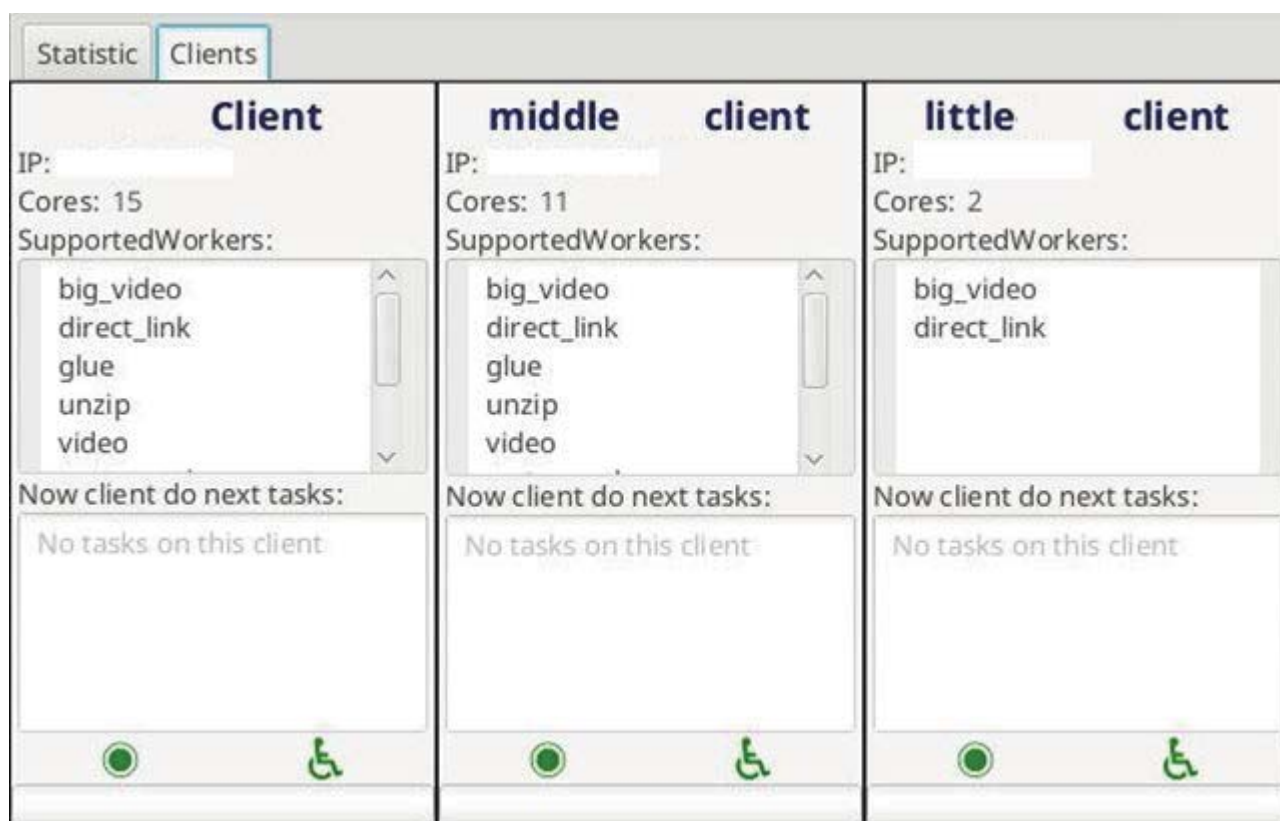 Statistic
Clients
Client
IP:
Cores: 15
SupportedWorkers:
big_video
direct_link
glue
unzip
video
Now client do next tasks:
No tasks on this client
middle client
IP:
Cores: 11
SupportedWorkers:
big_video
direct_link
glue
unzip
video
Now client do next tasks:
No tasks on this client
little client
IP:
Cores: 2
SupportedWorkers:
big_video
direct_link
Now client do next tasks:
No tasks on this client